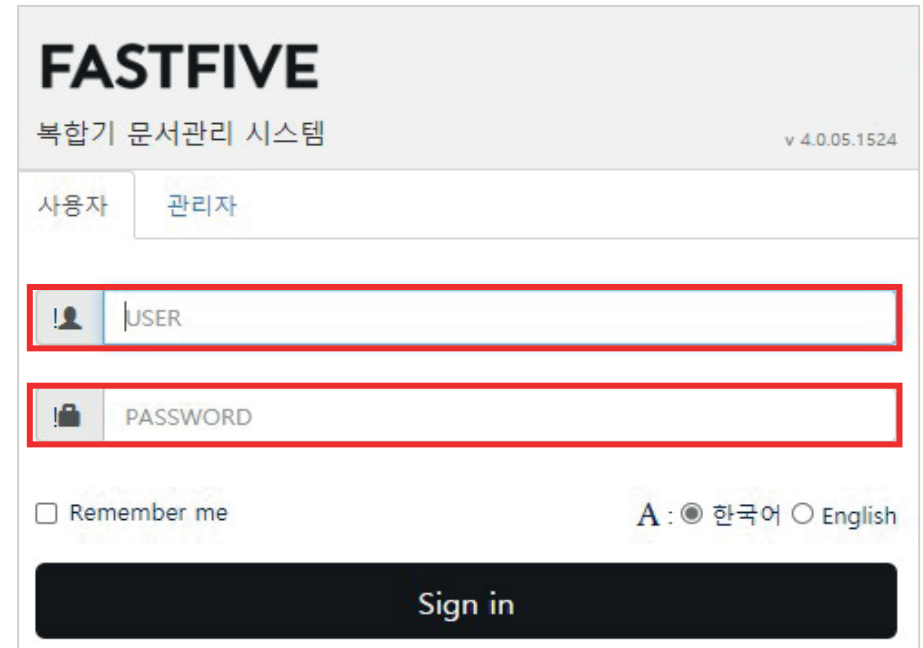 FASTFIVE
복합기 문서관리 시스템
v 4.0.05.1524
사용자 관리자
! USER
! PASSWORD
Remember me A : 한국어 English
Sign in